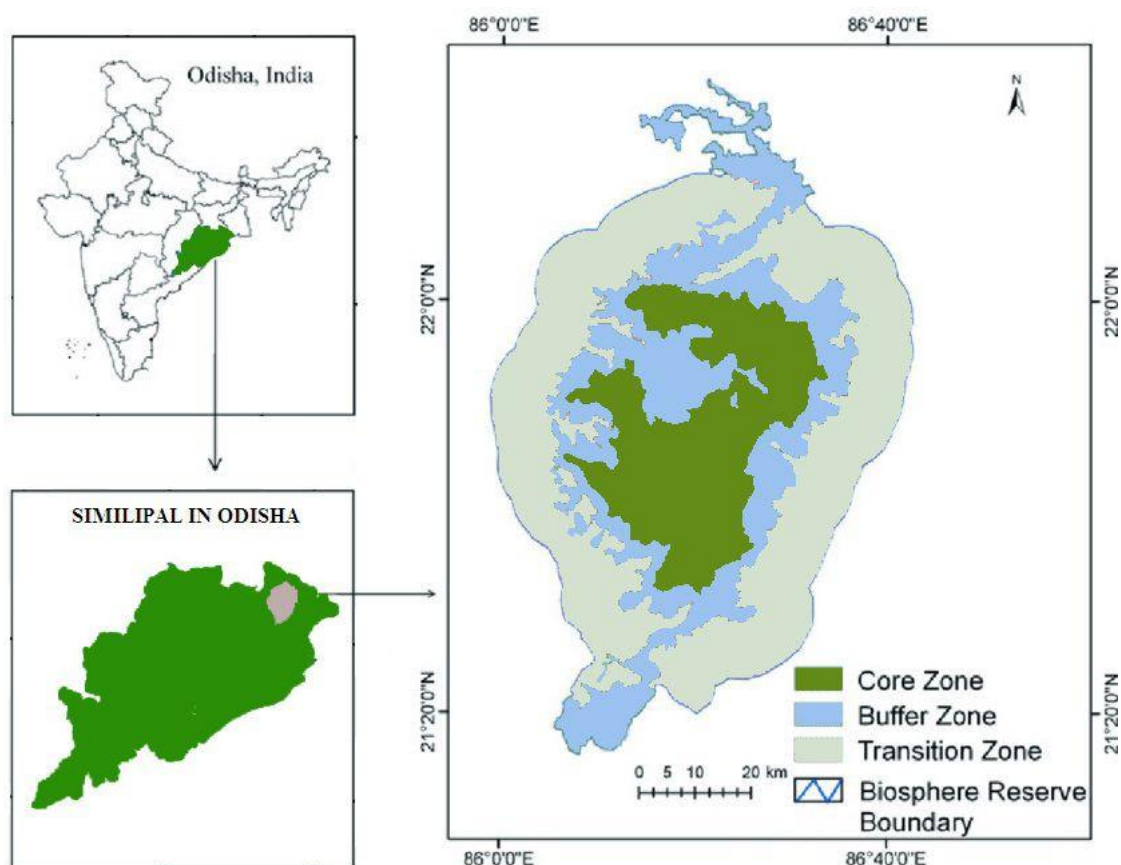 Odisha, India
SIMILIPAL IN ODISHA
86°0'0"E
86°40'0"E
N
22°0'0"N
22°0'0"N
21°20'0"N
21°20'0"N
Core Zone
Buffer Zone
Transition Zone
Biosphere Reserve
Boundary
0 5 10 20 km
86°0'0"E
86°40'0"E